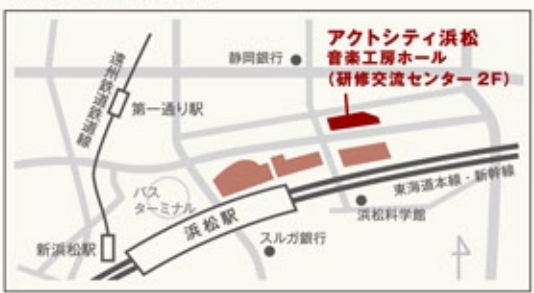 アクトシティ浜松
音楽工房ホール
(研修交流センター 2F)
静岡銀行
遠州鉄道鉄道線
第一通り駅
バス
ターミナル
浜松駅
新浜松駅
東海道本線・新幹線
浜松科学館
スルガ銀行